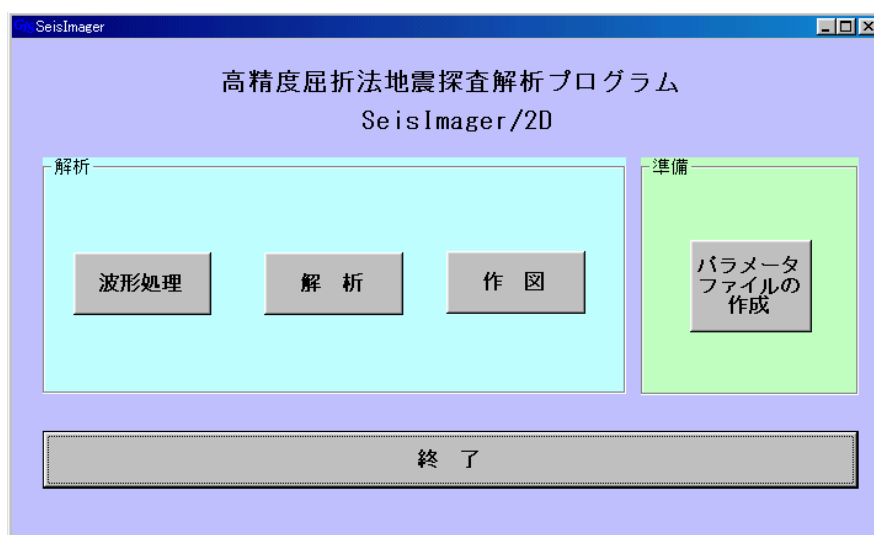 SeisImager
高精度屈折法地震探査解析プログラム
SeisImager/2D
解析
準備
波形処理
解 析
作 図
パラメータ
ファイルの
作成
終 了